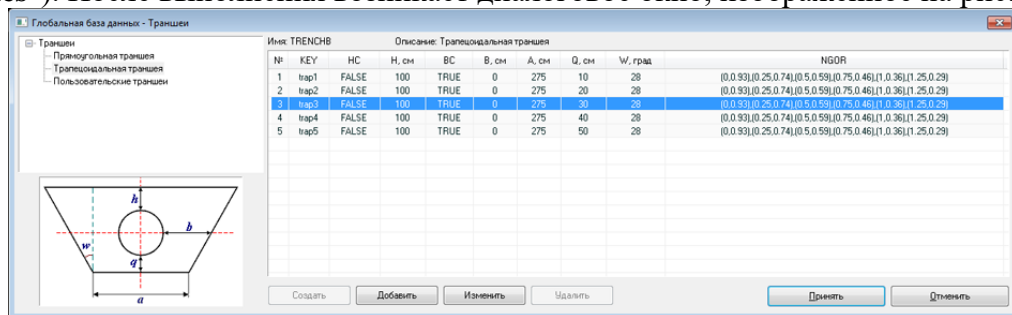 Глобальная база данных - Траншеи
Траншеи
Прямоугольная траншея
Трапецоидальная траншея
Пользовательские траншеи
Имя: TRENCHB Описание: Трапецоидальная траншея
№ KEY HC H, см BC B, см A, см Q, см W, град NGOR
1 trap1 FALSE 100 TRUE 0 275 10 28 (0,0.93),(0.25,0.74),(0.5,0.59),(0.75,0.46),(1,0.36),(1.25,0.29)
2 trap2 FALSE 100 TRUE 0 275 20 28 (0,0.93),(0.25,0.74),(0.5,0.59),(0.75,0.46),(1,0.36),(1.25,0.29)
3 trap3 FALSE 100 TRUE 0 275 30 28 (0,0.93),(0.25,0.74),(0.5,0.59),(0.75,0.46),(1,0.36),(1.25,0.29)
4 trap4 FALSE 100 TRUE 0 275 40 28 (0,0.93),(0.25,0.74),(0.5,0.59),(0.75,0.46),(1,0.36),(1.25,0.29)
5 trap5 FALSE 100 TRUE 0 275 50 28 (0,0.93),(0.25,0.74),(0.5,0.59),(0.75,0.46),(1,0.36),(1.25,0.29)
h
b
w
q
a
Создать Добавить Изменить Удалить Принять Отменить